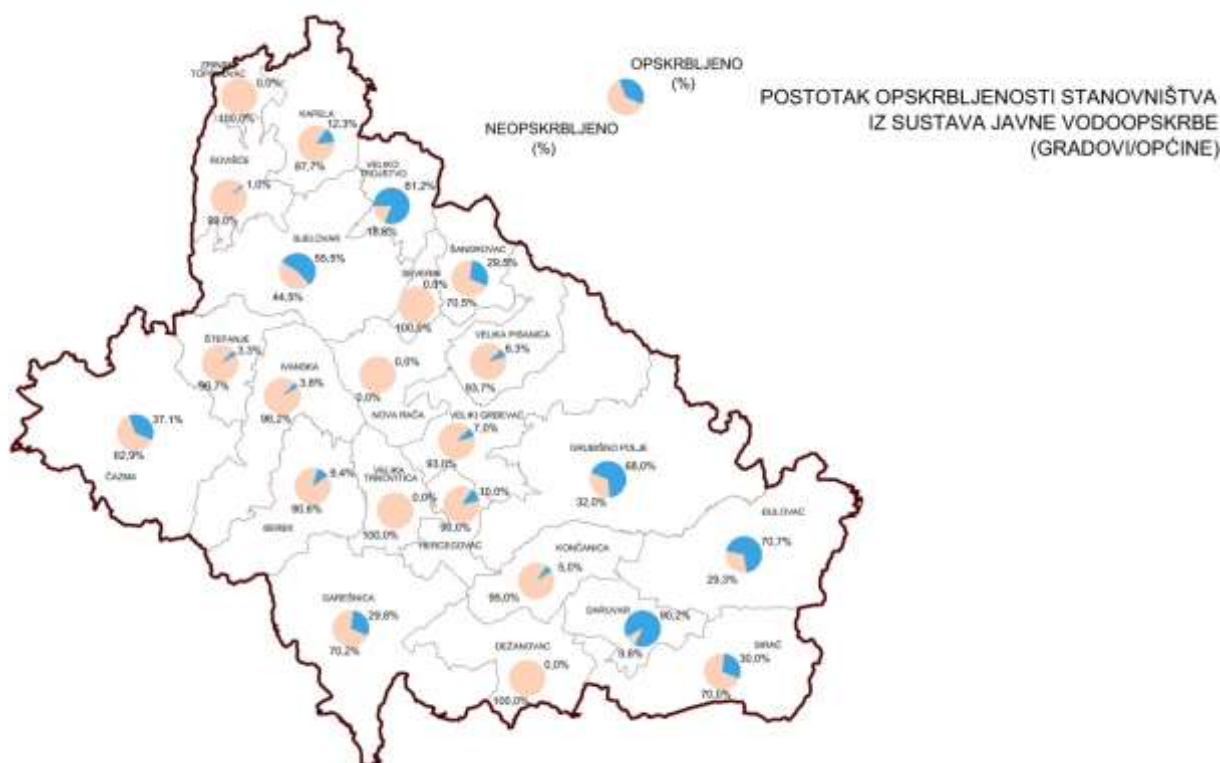 OPSKRBLJENO
(%)
NEOPSKRBLJENO
(%)
POSTOTAK OPSKRBLJENOSTI STANOVNIŠTVA
IZ SUSTAVA JAVNE VODOOPSKRBE
(GRADOVI/OPĆINE)
0,0%
100,0%
KAPELA
12,3%
87,7%
ROVIŠĆE
1,0%
99,0%
VELIKO
TROJSTVO
81,2%
18,8%
BJELOVAR
55,5%
44,5%
SEVERIN
0,0%
100,0%
ŠANDROVAC
29,5%
70,5%
ŠTEFANJE
3,3%
96,7%
IVANSKA
3,8%
96,2%
0,0%
0,0%
NOVA RAČA
VELIKA PISANICA
6,3%
93,7%
ČAZMA
37,1%
62,9%
VELIKI GRĐEVAC
7,0%
93,0%
GRUBIŠNO POLJE
68,0%
32,0%
BEREK
9,4%
90,6%
VELIKA
TRNOVITICA
0,0%
100,0%
10,0%
90,0%
HERCEGOVAC
ĐULOVAC
70,7%
29,3%
KONČANICA
5,0%
95,0%
GAREŠNICA
29,8%
70,2%
DARUVAR
90,2%
9,8%
DEŽANOVAC
0,0%
100,0%
SIRAČ
30,0%
70,0%